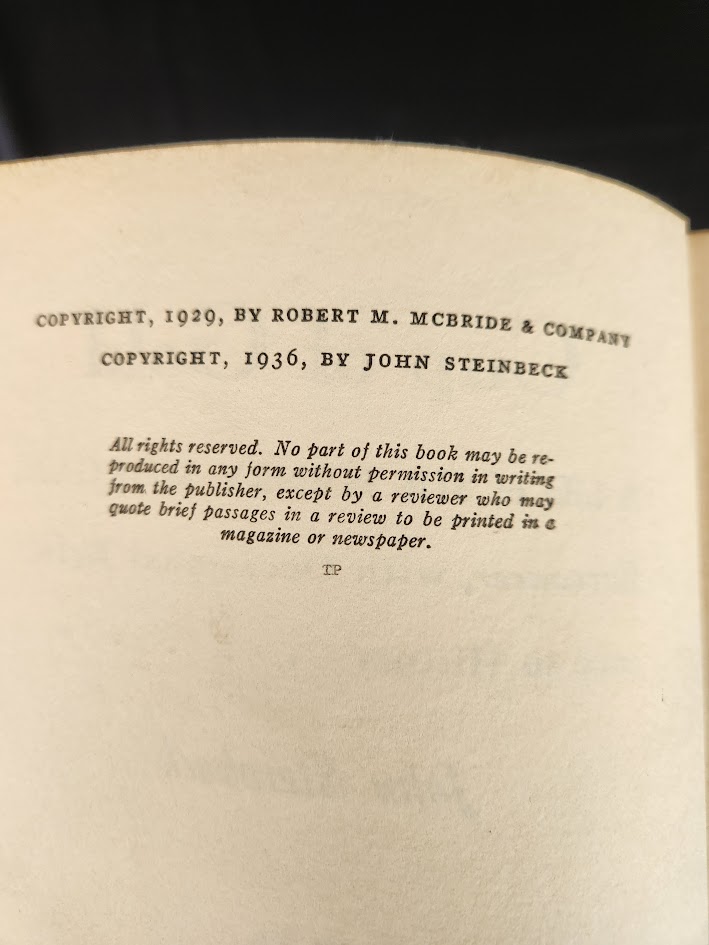 COPYRIGHT, 1929, BY ROBERT M. MCBRIDE & COMPANY
COPYRIGHT, 1936, BY JOHN STEINBECK
All rights reserved. No part of this book may be re-
produced in any form without permission in writing
from the publisher, except by a reviewer who may
quote brief passages in a review to be printed in a
magazine or newspaper.
TP